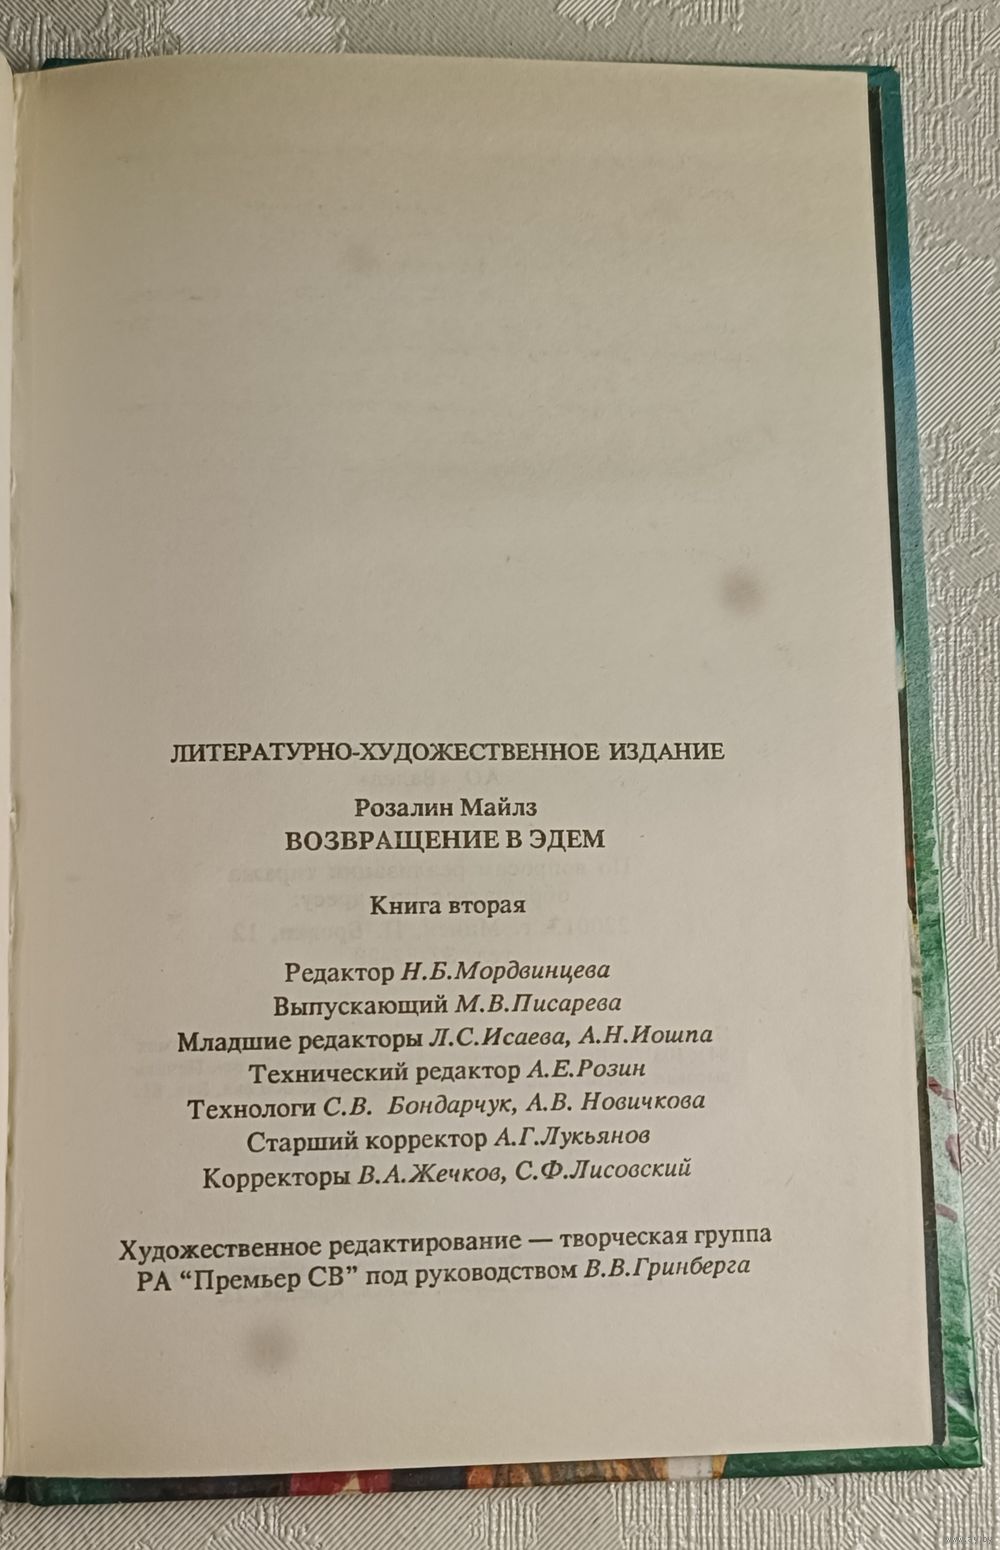 ЛИТЕРАТУРНО-ХУДОЖЕСТВЕННОЕ ИЗДАНИЕ
Розалин Майлз
ВОЗВРАЩЕНИЕ В ЭДЕМ
Книга вторая
Редактор Н.Б.Мордвинцева
Выпускающий М.В.Писарева
Младшие редакторы Л.С.Исаева, А.Н.Иошпа
Технический редактор А.Е.Розин
Технологи С.В. Бондарчук, А.В. Новичкова
Старший корректор А.Г.Лукьянов
Корректоры В.А.Жечков, С.Ф.Лисовский
Художественное редактирование — творческая группа
РА “Премьер СВ” под руководством В.В.Гринберга